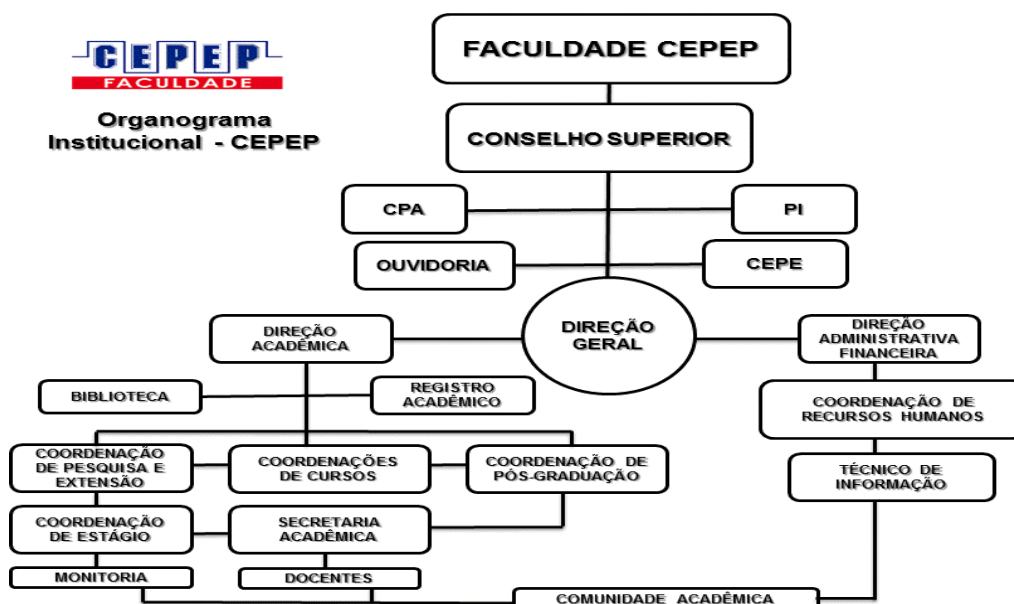 CEPEP
FACULDADE
Organograma
Institucional - CEPEP
FACULDADE CEPEP
CONSELHO SUPERIOR
CPA
PI
OUVIDORIA
CEPE
DIREÇÃO
GERAL
DIREÇÃO
ACADÊMICA
DIREÇÃO
ADMINISTRATIVA
FINANCEIRA
BIBLIOTECA
REGISTRO
ACADÊMICO
COORDENAÇÃO DE
RECURSOS HUMANOS
COORDENAÇÃO
DE PESQUISA E
EXTENSÃO
COORDENAÇÕES
DE CURSOS
COORDENAÇÃO DE
PÓS-GRADUAÇÃO
TÉCNICO DE
INFORMAÇÃO
COORDENAÇÃO
DE ESTÁGIO
SECRETARIA
ACADÊMICA
MONITORIA
DOCENTES
COMUNIDADE ACADÊMICA